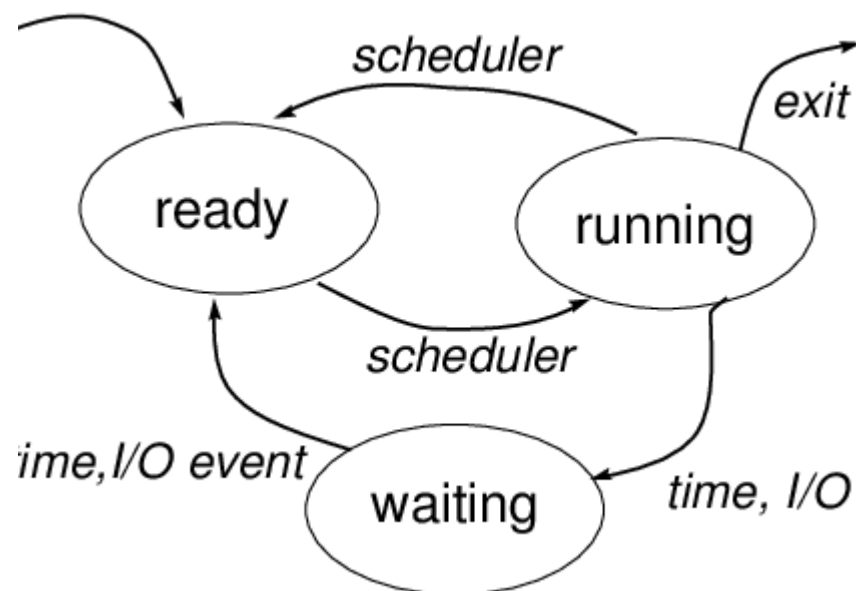 scheduler
exit
ready
running
scheduler
ime,I/O event
waiting
time, I/O